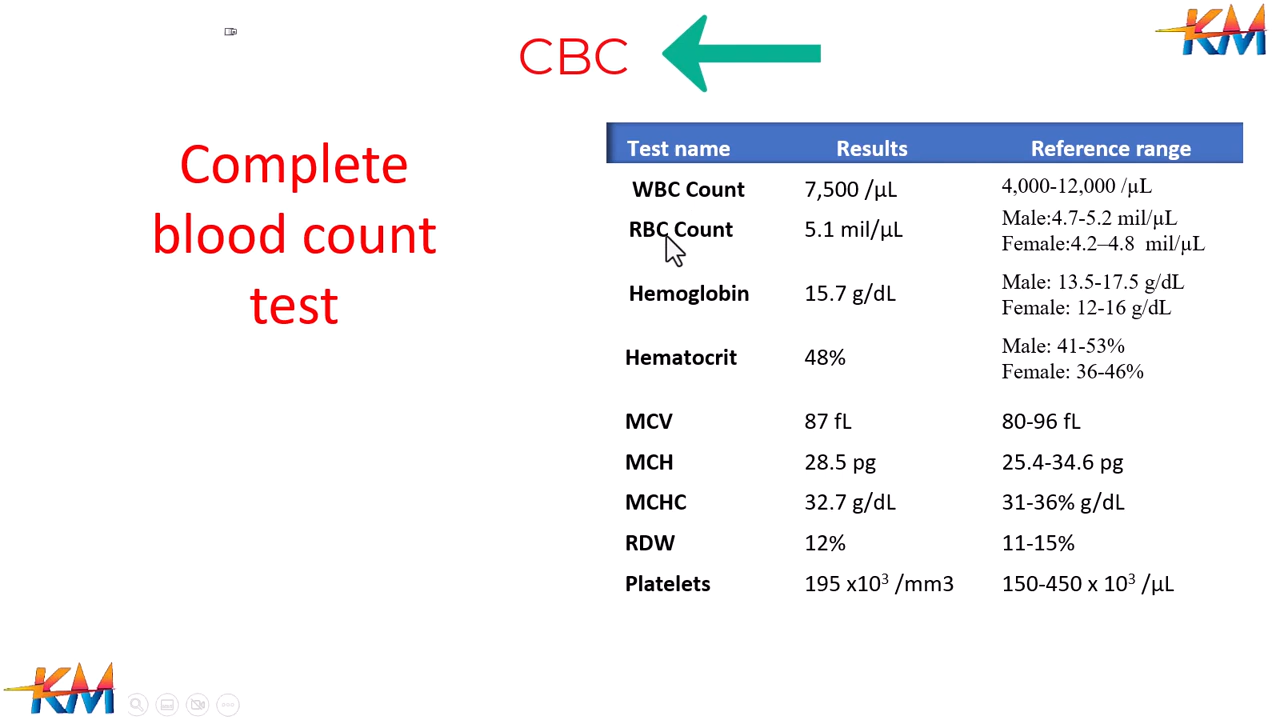 CBC
KM
Complete
blood count
test
Test name Results Reference range
WBC Count 7,500 /µL 4,000-12,000 /µL
RBC Count 5.1 mil/µL Male:4.7-5.2 mil/µL
Female:4.2–4.8 mil/µL
Hemoglobin 15.7 g/dL Male: 13.5-17.5 g/dL
Female: 12-16 g/dL
Hematocrit 48% Male: 41-53%
Female: 36-46%
MCV 87 fL 80-96 fL
MCH 28.5 pg 25.4-34.6 pg
MCHC 32.7 g/dL 31-36% g/dL
RDW 12% 11-15%
Platelets 195 x10³ /mm3 150-450 x 10³ /µL
KM